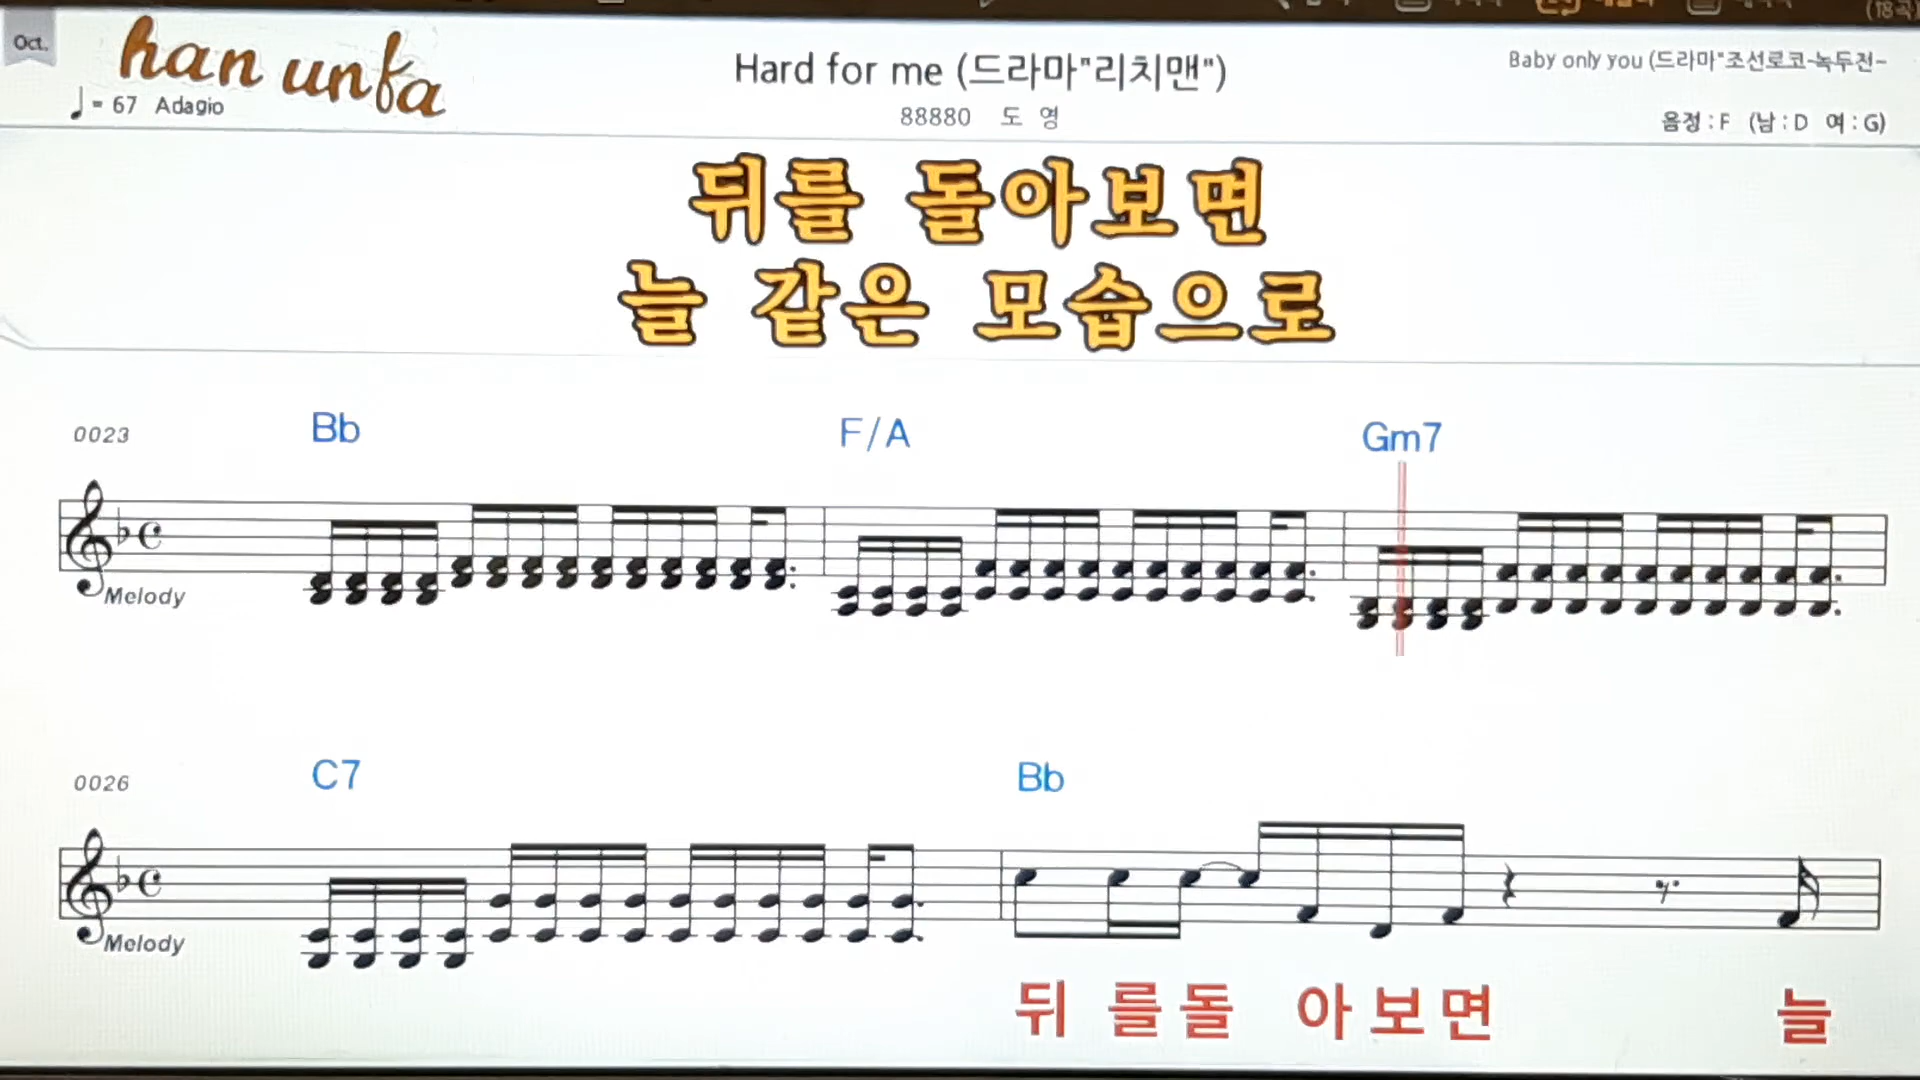 (18곡)
Oct.
han unfa
♩= 67 Adagio
Hard for me (드라마"리치맨")
88880 도 영
Baby only you (드라마"조선로코-녹두전-
음정 : F (남 : D 여 : G)
뒤를 돌아보면
늘 같은 모습으로
0023 Bb F/A Gm7
Melody
0026 C7 Bb
Melody
뒤 를돌 아보면 늘